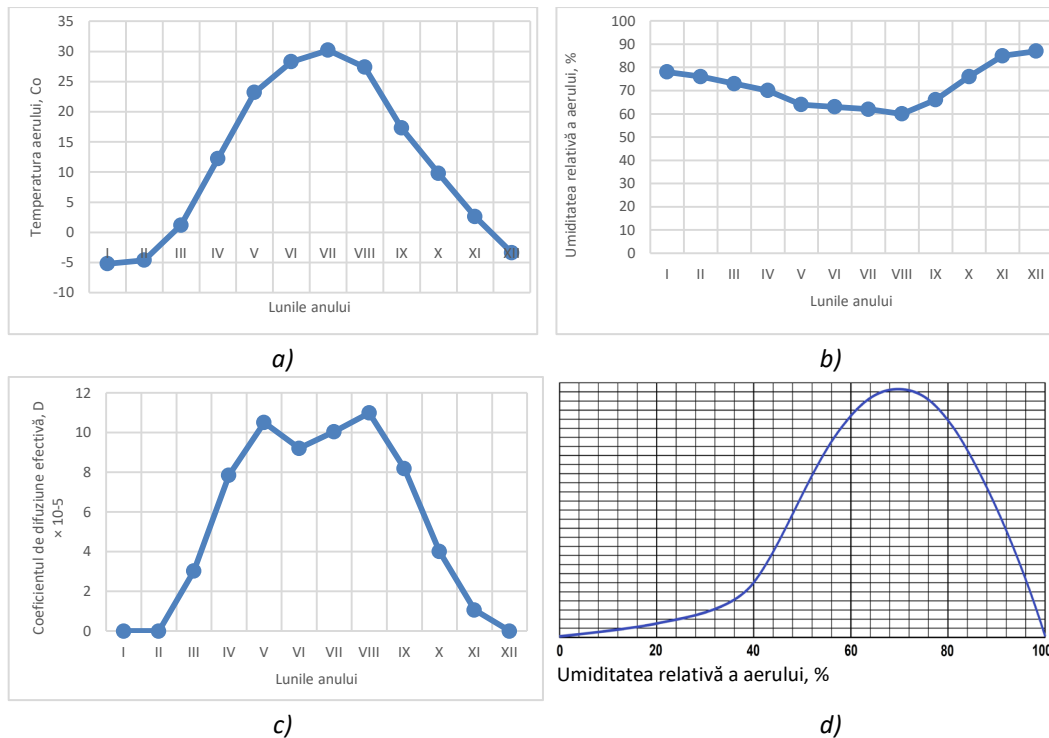 35
30
25
20
15
10
5
0
-5
-10
Temperatura aerului, Co
I II III IV V VI VII VIII IX X XI XII
Lunile anului
a)
100
90
80
70
60
50
40
30
20
10
0
Umiditatea relativă a aerului, %
I II III IV V VI VII VIII IX X XI XII
Lunile anului
b)
12
10
8
6
4
2
0
Coeficientul de difuziune efectivă, D
× 10-5
I II III IV V VI VII VIII IX X XI XII
Lunile anului
c)
0 20 40 60 80 100
Umiditatea relativă a aerului, %
d)